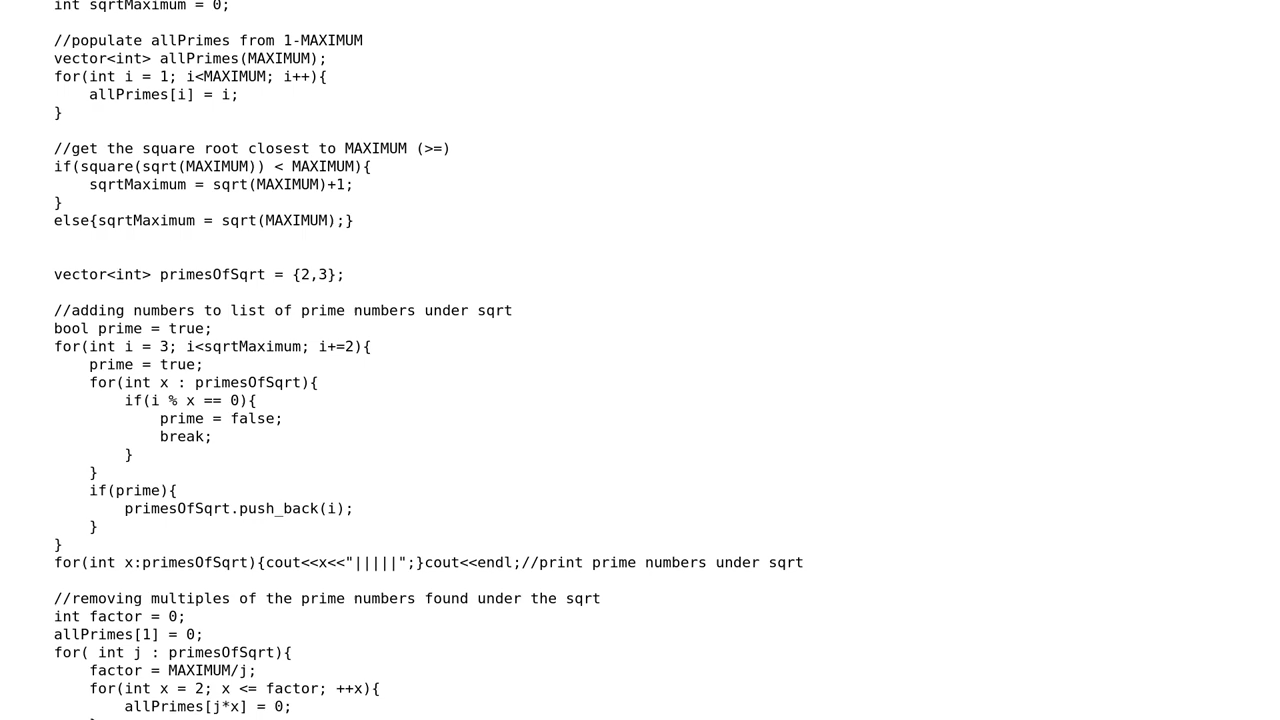 int sqrtMaximum = 0;
//populate allPrimes from 1-MAXIMUM
vector<int> allPrimes(MAXIMUM);
for(int i = 1; i<MAXIMUM; i++){
    allPrimes[i] = i;
}
//get the square root closest to MAXIMUM (>=)
if(square(sqrt(MAXIMUM)) < MAXIMUM){
    sqrtMaximum = sqrt(MAXIMUM)+1;
}
else{sqrtMaximum = sqrt(MAXIMUM);}
vector<int> primesOfSqrt = {2,3};
//adding numbers to list of prime numbers under sqrt
bool prime = true;
for(int i = 3; i<sqrtMaximum; i+=2){
    prime = true;
    for(int x : primesOfSqrt){
        if(i % x == 0){
            prime = false;
            break;
        }
    }
    if(prime){
        primesOfSqrt.push_back(i);
    }
}
for(int x:primesOfSqrt){cout<<x<<"|||||";}cout<<endl;//print prime numbers under sqrt
//removing multiples of the prime numbers found under the sqrt
int factor = 0;
allPrimes[1] = 0;
for( int j : primesOfSqrt){
    factor = MAXIMUM/j;
    for(int x = 2; x <= factor; ++x){
        allPrimes[j*x] = 0;